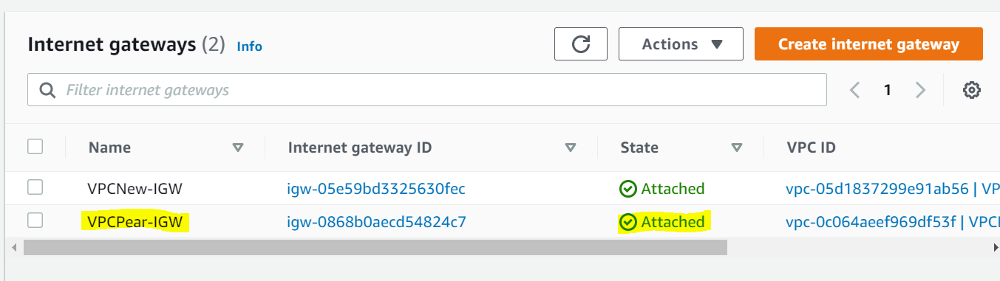 Internet gateways (2) Info Actions Create internet gateway
Filter internet gateways 1
Name Internet gateway ID State VPC ID
VPCNew-IGW igw-05e59bd3325630fec Attached vpc-05d1837299e91ab56 | VP
VPCPear-IGW igw-0868b0aecd54824c7 Attached vpc-0c064aeef969df53f | VPC